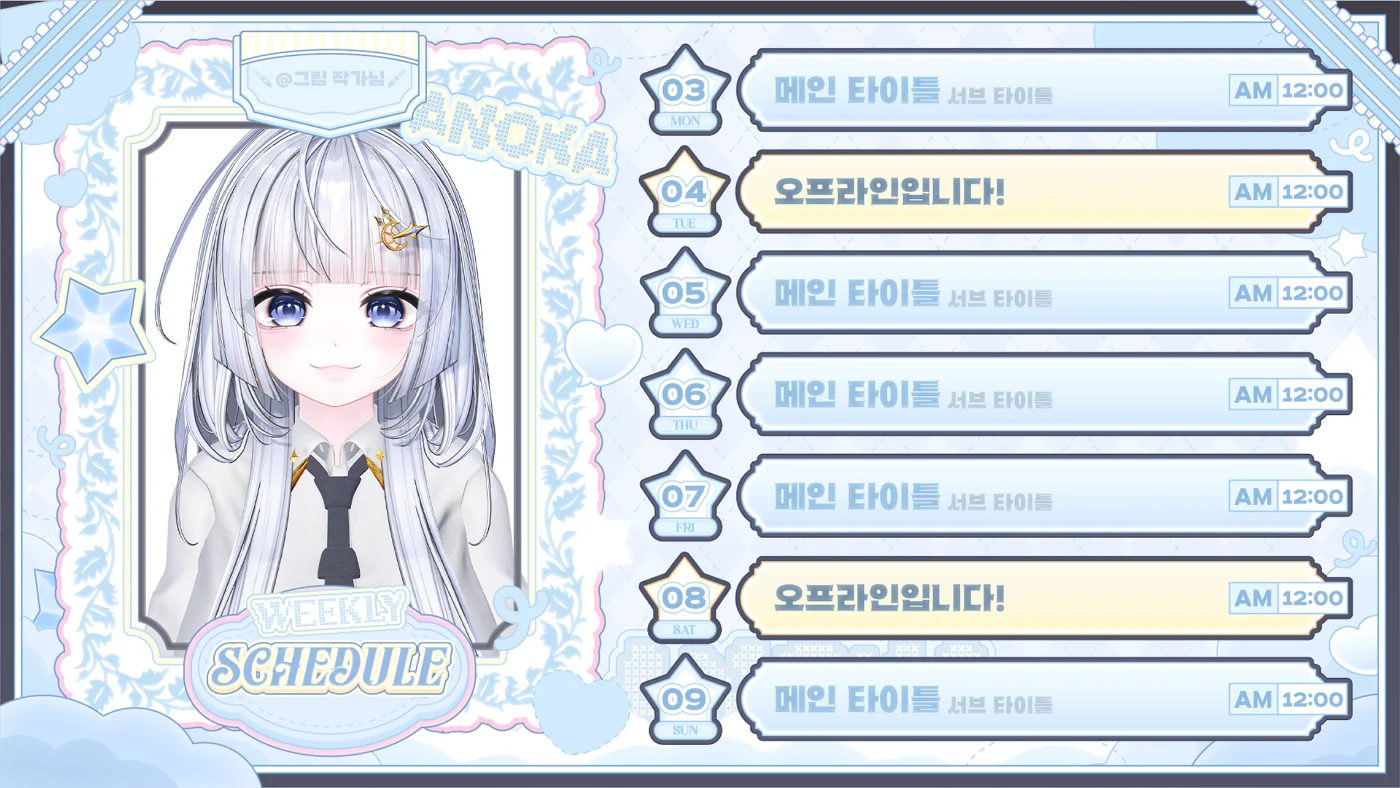 @그림 작가님
ANOKA
WEEKLY
SCHEDULE
03 MON 메인 타이틀 서브 타이틀 AM 12:00
04 TUE 오프라인입니다! AM 12:00
05 WED 메인 타이틀 서브 타이틀 AM 12:00
06 THU 메인 타이틀 서브 타이틀 AM 12:00
07 FRI 메인 타이틀 서브 타이틀 AM 12:00
08 SAT 오프라인입니다! AM 12:00
09 SUN 메인 타이틀 서브 타이틀 AM 12:00